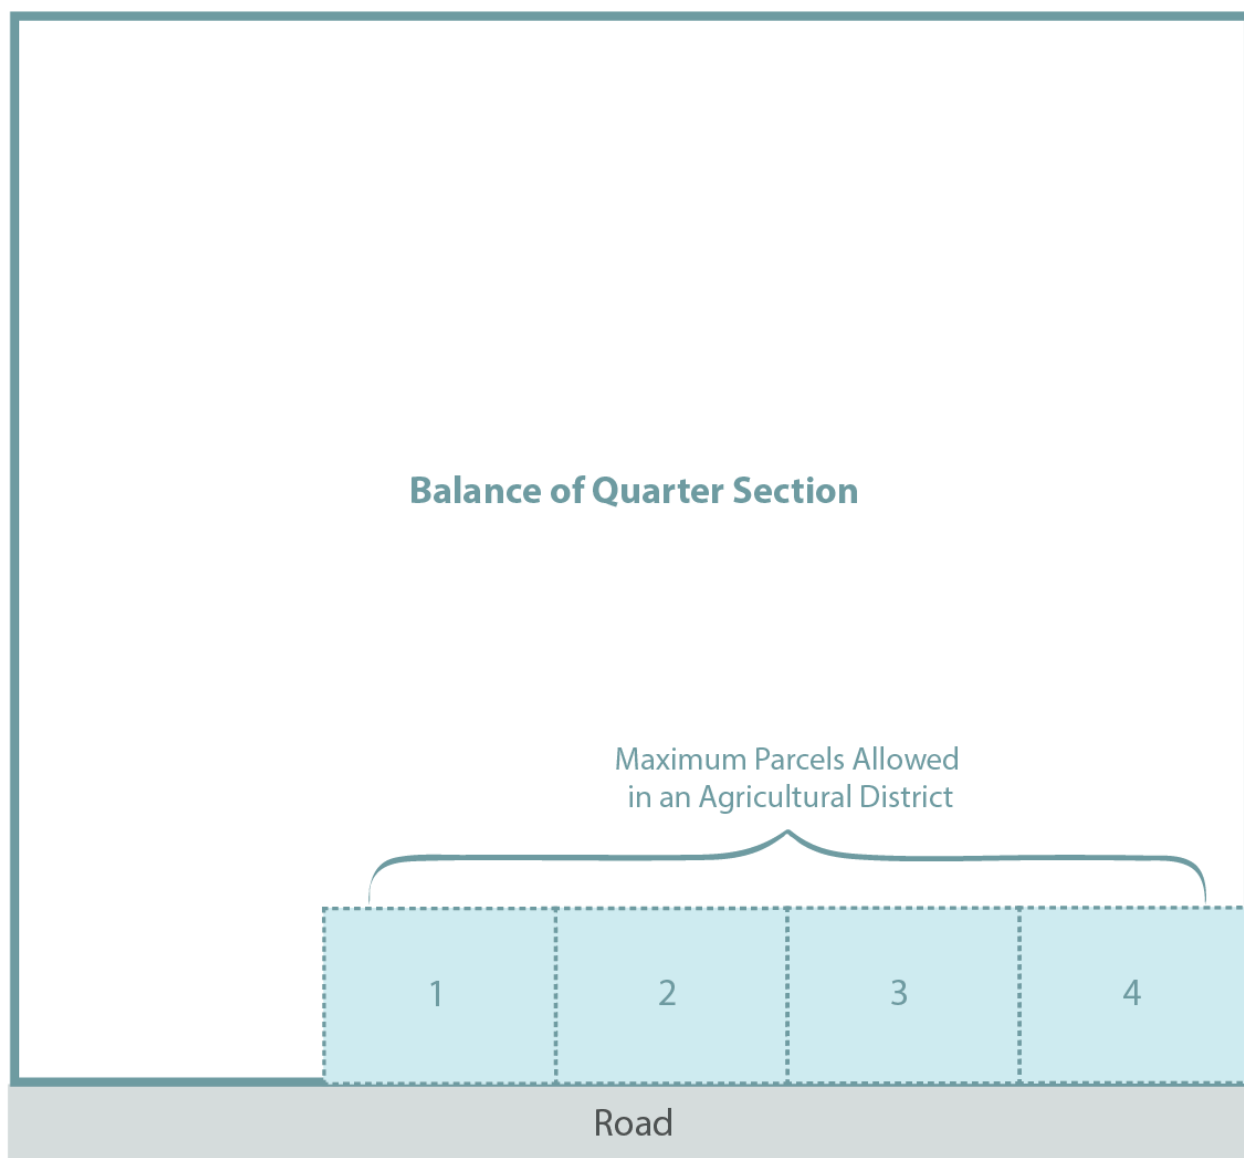 Balance of Quarter Section
Maximum Parcels Allowed
in an Agricultural District
1
2
3
4
Road